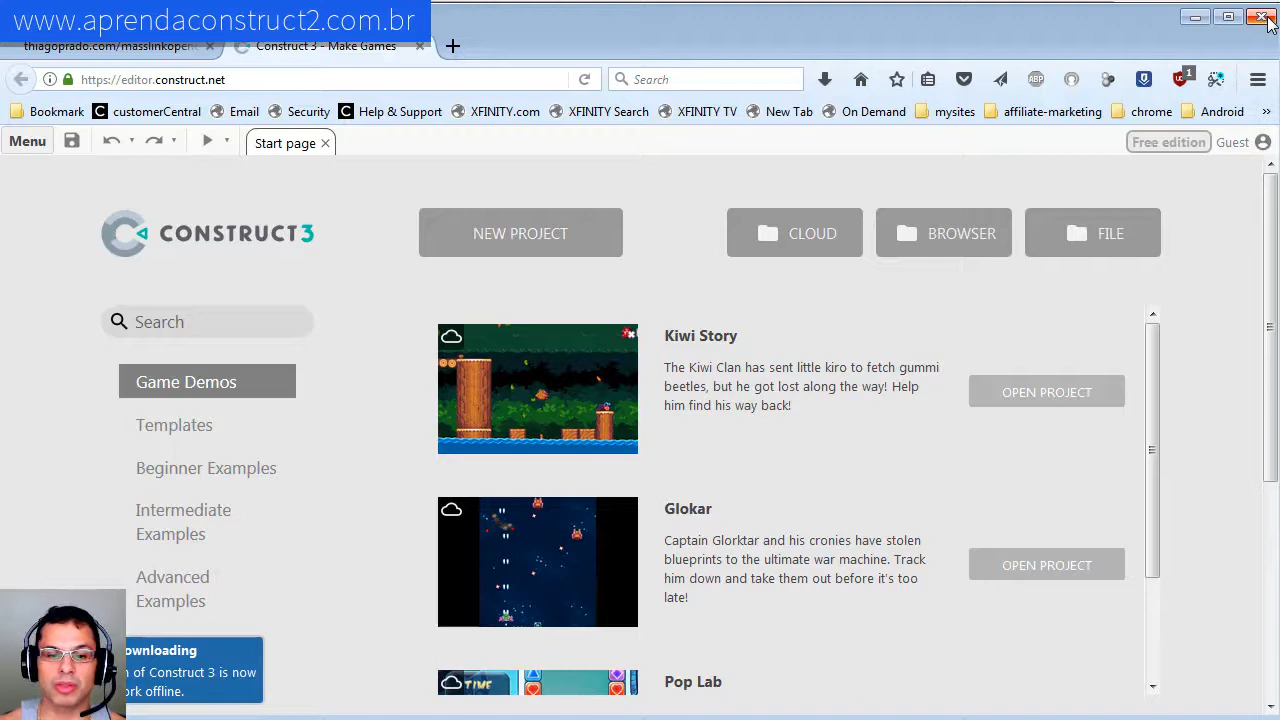 www.aprendaconstruct2.com.br
thiagoprado.com/masslinkopene
Construct 3 - Make Games
https://editor.construct.net
Search
ABP
1
Bookmark
customerCentral
Email
Security
Help & Support
XFINITY.com
XFINITY Search
XFINITY TV
New Tab
On Demand
mysites
affiliate-marketing
chrome
Android
Menu
Start page
Free edition
Guest
CONSTRUCT3
NEW PROJECT
CLOUD
BROWSER
FILE
Search
Game Demos
Templates
Beginner Examples
Intermediate
Examples
Advanced
Examples
Kiwi Story
The Kiwi Clan has sent little kiro to fetch gummi
beetles, but he got lost along the way! Help
him find his way back!
OPEN PROJECT
Glokar
Captain Glorktar and his cronies have stolen
blueprints to the ultimate war machine. Track
him down and take them out before it's too
late!
OPEN PROJECT
TIME
Pop Lab
ownloading
n of Construct 3 is now
rk offline.